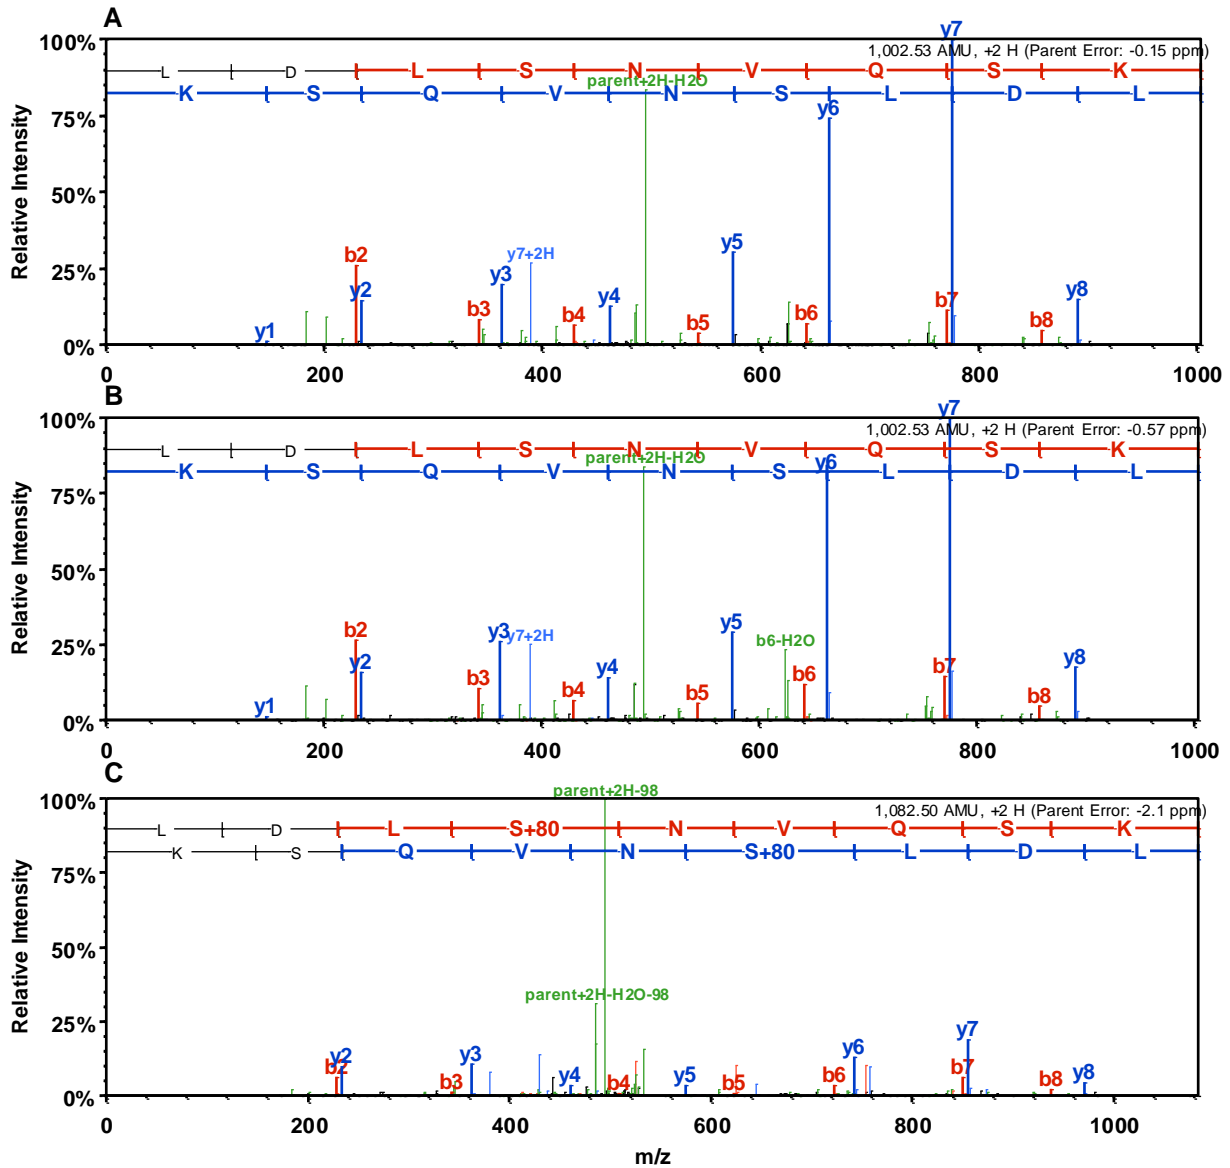 A
100%
y7
1,002.53 AMU, +2 H (Parent Error: -0.15 ppm)
L D L S N V Q S K
parent+2H-H2O
K S Q V N S L D L
75%
y6
50%
Relative Intensity
25%
b2
y2
y1
y3
y7+2H
b3
b4
y4
b5
y5
b6
b7
b8
y8
0%
0 200 400 600 800 1000
B
100%
y7
1,002.53 AMU, +2 H (Parent Error: -0.57 ppm)
L D L S N V Q S K
parent+2H-H2O
y6
K S Q V N S L D L
75%
50%
Relative Intensity
25%
b2
y2
y1
y3
y7+2H
b3
b4
y4
b5
y5
b6-H2O
b6
b7
b8
y8
0%
0 200 400 600 800 1000
C
parent+2H-98
100%
1,082.50 AMU, +2 H (Parent Error: -2.1 ppm)
L D L S+80 N V Q S K
K S Q V N S+80 L D L
75%
50%
Relative Intensity
parent+2H-H2O-98
25%
b2
y2
b3
y3
y4
b4
y5
b5
b6
y6
b7
y7
b8
y8
0%
0 200 400 600 800 1000
m/z